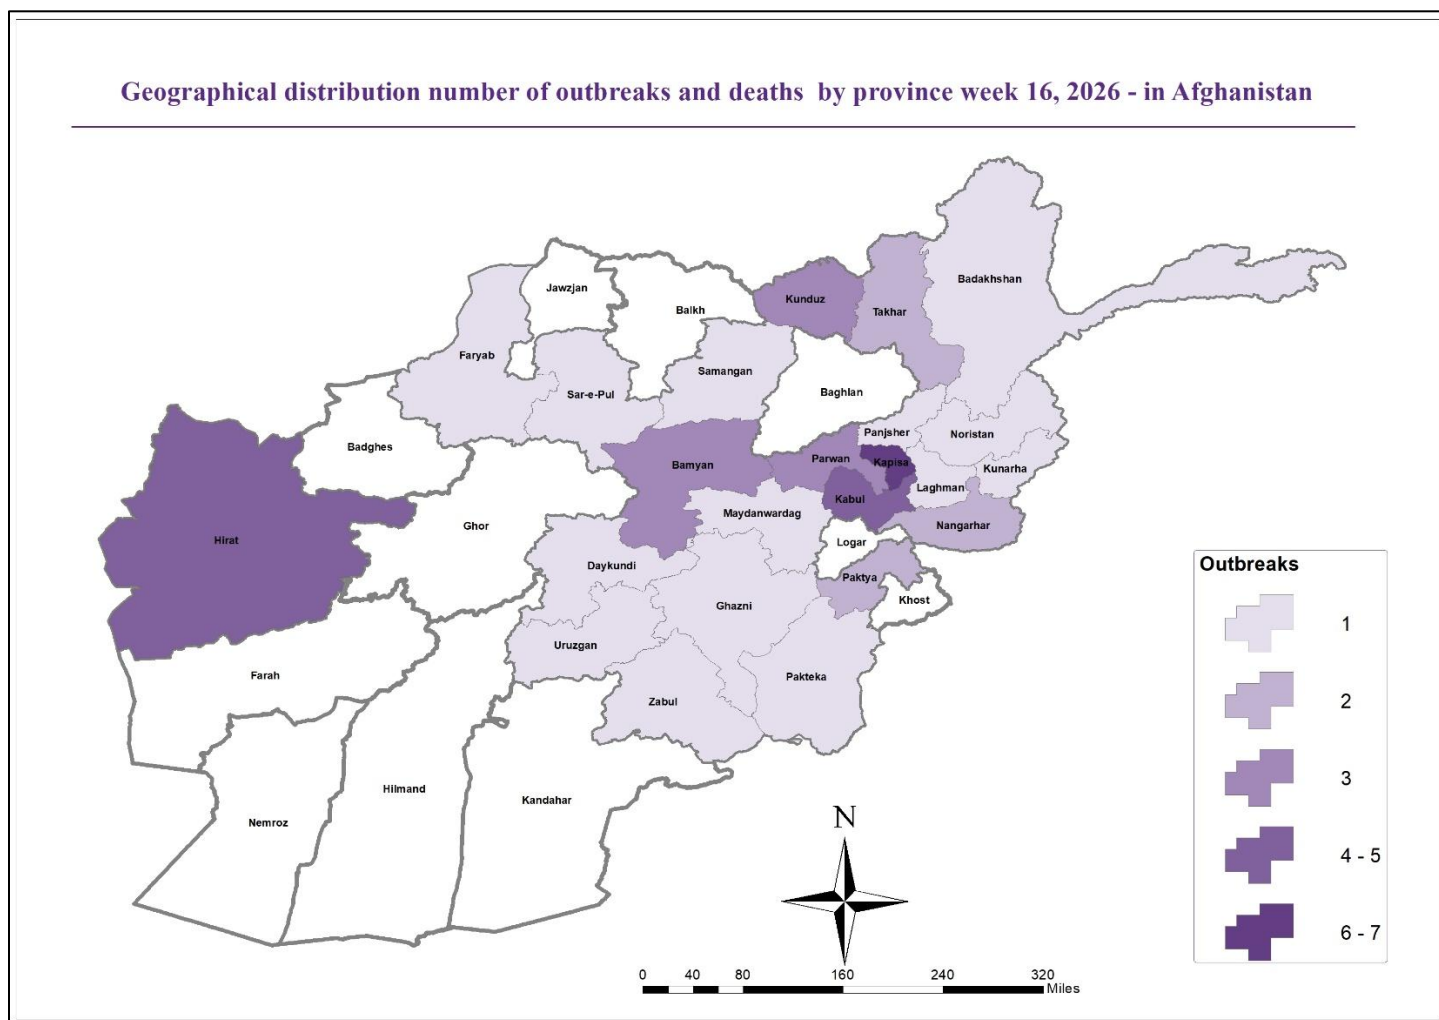 Geographical distribution number of outbreaks and deaths by province week 16, 2026 - in Afghanistan
Badakhshan
Jawzjan
Kunduz
Balkh
Takhar
Faryab
Samangan
Sar-e-Pul
Baghlan
Panjsher
Noristan
Badghes
Parwan
Kapisa
Bamyan
Kunarha
Laghman
Kabul
Maydanwardag
Ghor
Nangarhar
Hirat
Logar
Daykundi
Paktya
Khost
Ghazni
Uruzgan
Farah
Pakteka
Zabul
Hilmand
Kandahar
Nemroz
Outbreaks
1
2
3
4 - 5
6 - 7
N
0 40 80 160 240 320
Miles